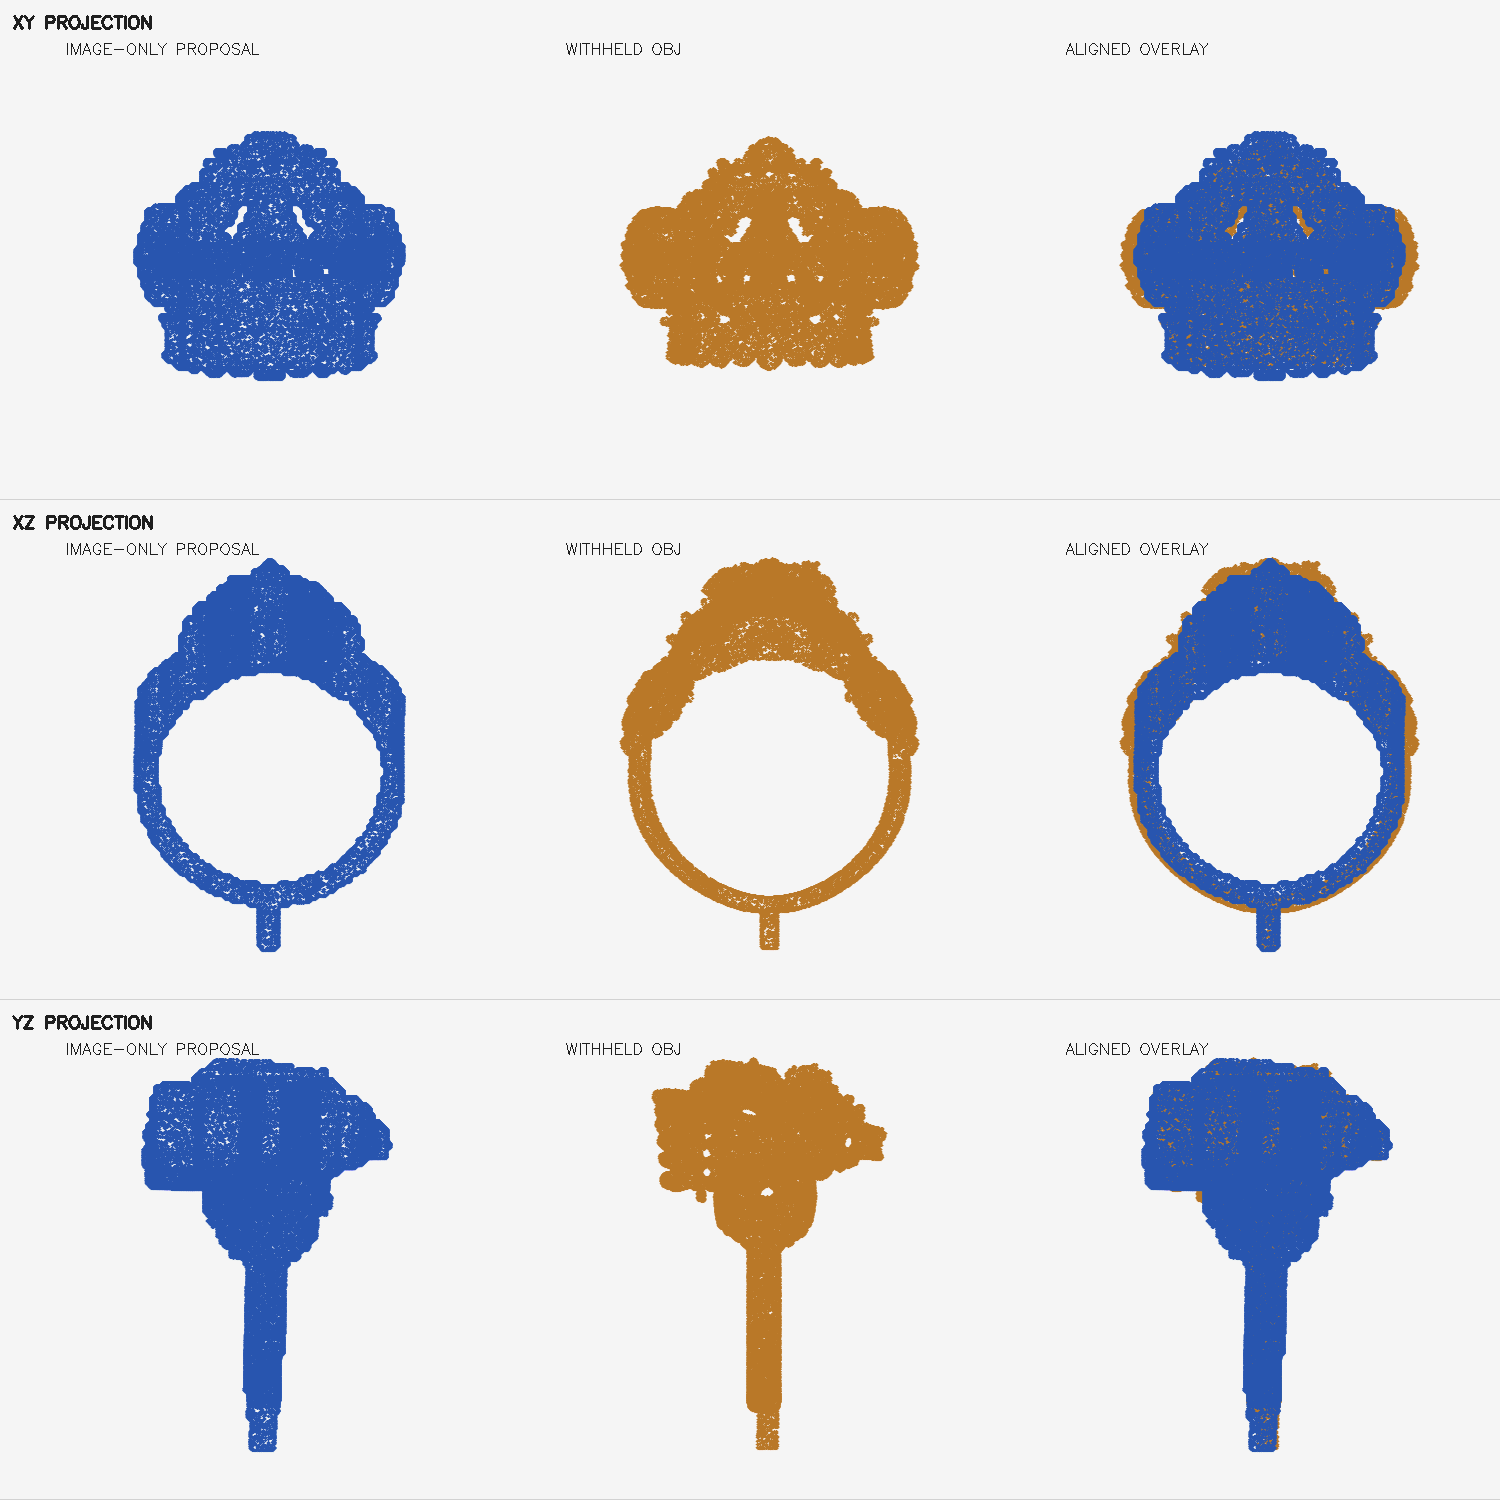 XY PROJECTION
IMAGE-ONLY PROPOSAL
WITHHELD OBJ
ALIGNED OVERLAY
XZ PROJECTION
IMAGE-ONLY PROPOSAL
WITHHELD OBJ
ALIGNED OVERLAY
YZ PROJECTION
IMAGE-ONLY PROPOSAL
WITHHELD OBJ
ALIGNED OVERLAY